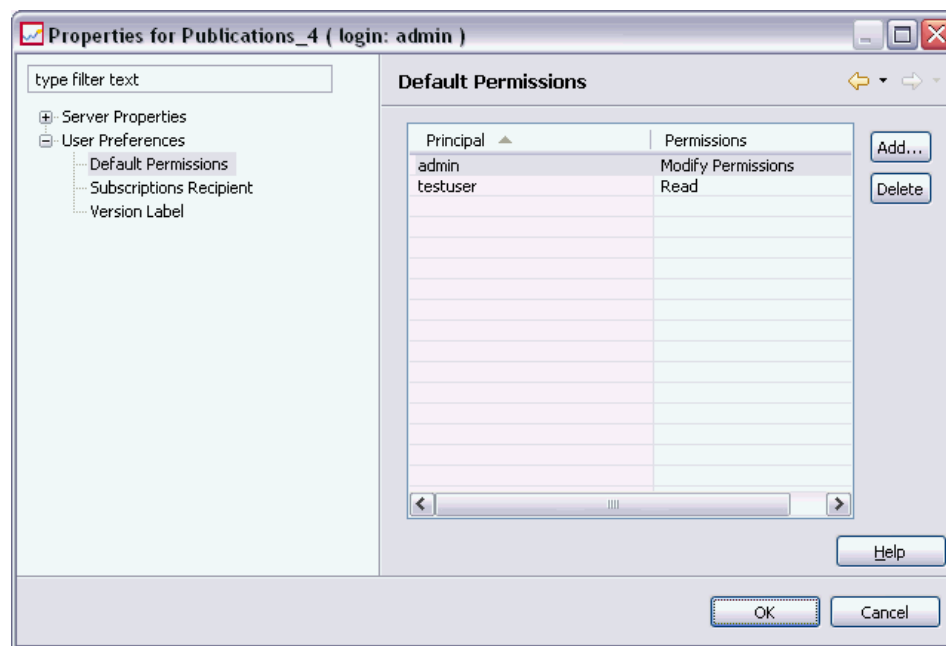 Properties for Publications_4 ( login: admin )
type filter text
Server Properties
User Preferences
Default Permissions
Subscriptions Recipient
Version Label
Default Permissions
Principal Permissions
admin Modify Permissions
testuser Read
Add...
Delete
Help
OK Cancel